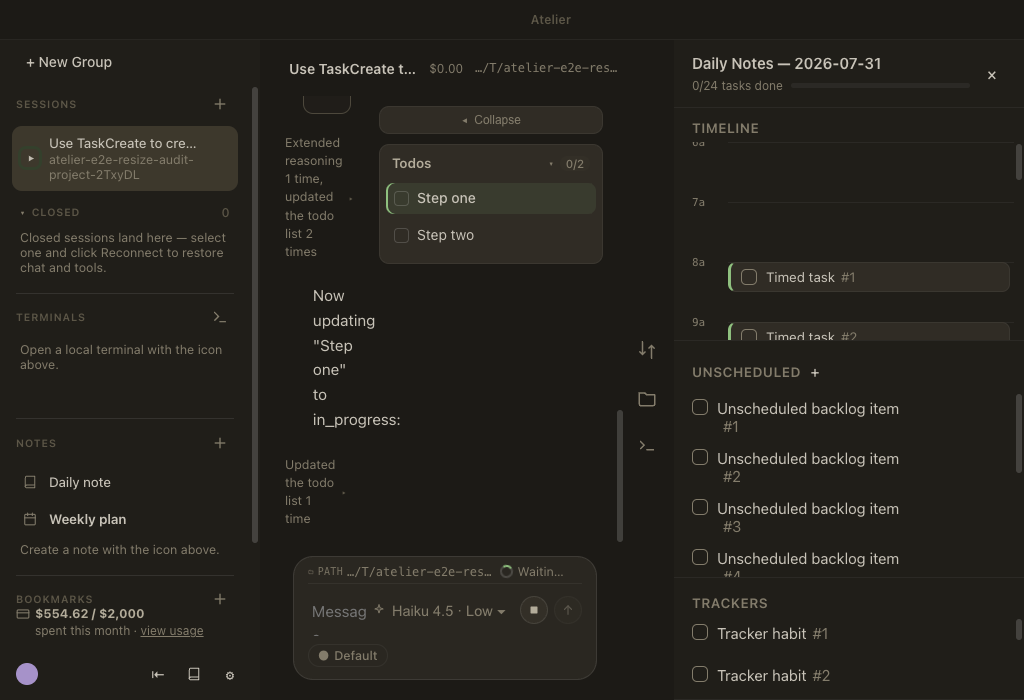 Atelier
+ New Group
SESSIONS
Use TaskCreate to cre...
atelier-e2e-resize-audit-
project-2TxyDL
CLOSED
0
Closed sessions land here — select
one and click Reconnect to restore
chat and tools.
TERMINALS
Open a local terminal with the icon
above.
NOTES
Daily note
Weekly plan
Create a note with the icon above.
BOOKMARKS
$554.62 / $2,000
spent this month · view usage
Use TaskCreate t...
$0.00
…/T/atelier-e2e-res…
Extended
reasoning
1 time,
updated
the todo
list 2
times
Collapse
Todos
0/2
Step one
Step two
Now
updating
"Step
one"
to
in_progress:
Updated
the todo
list 1
time
PATH …/T/atelier-e2e-res… Waitin...
Messag
Haiku 4.5 · Low
Default
Daily Notes — 2026-07-31
0/24 tasks done
TIMELINE
6a
7a
8a
Timed task #1
9a
Timed task #2
UNSCHEDULED +
Unscheduled backlog item
#1
Unscheduled backlog item
#2
Unscheduled backlog item
#3
Unscheduled backlog item
#4
TRACKERS
Tracker habit #1
Tracker habit #2